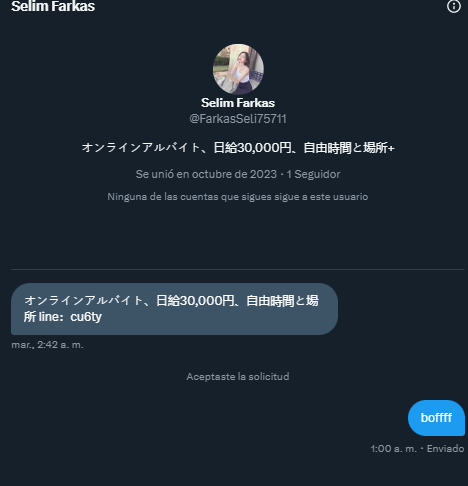 Selim Farkas
Selim Farkas
@FarkasSeli75711
オンラインアルバイト、日給30,000円、自由時間と場所+
Se unió en octubre de 2023 · 1 Seguidor
Ninguna de las cuentas que sigues sigue a este usuario
オンラインアルバイト、日給30,000円、自由時間と場
所 line：cu6ty
mar., 2:42 a. m.
Aceptaste la solicitud
boffff
1:00 a. m. · Enviado